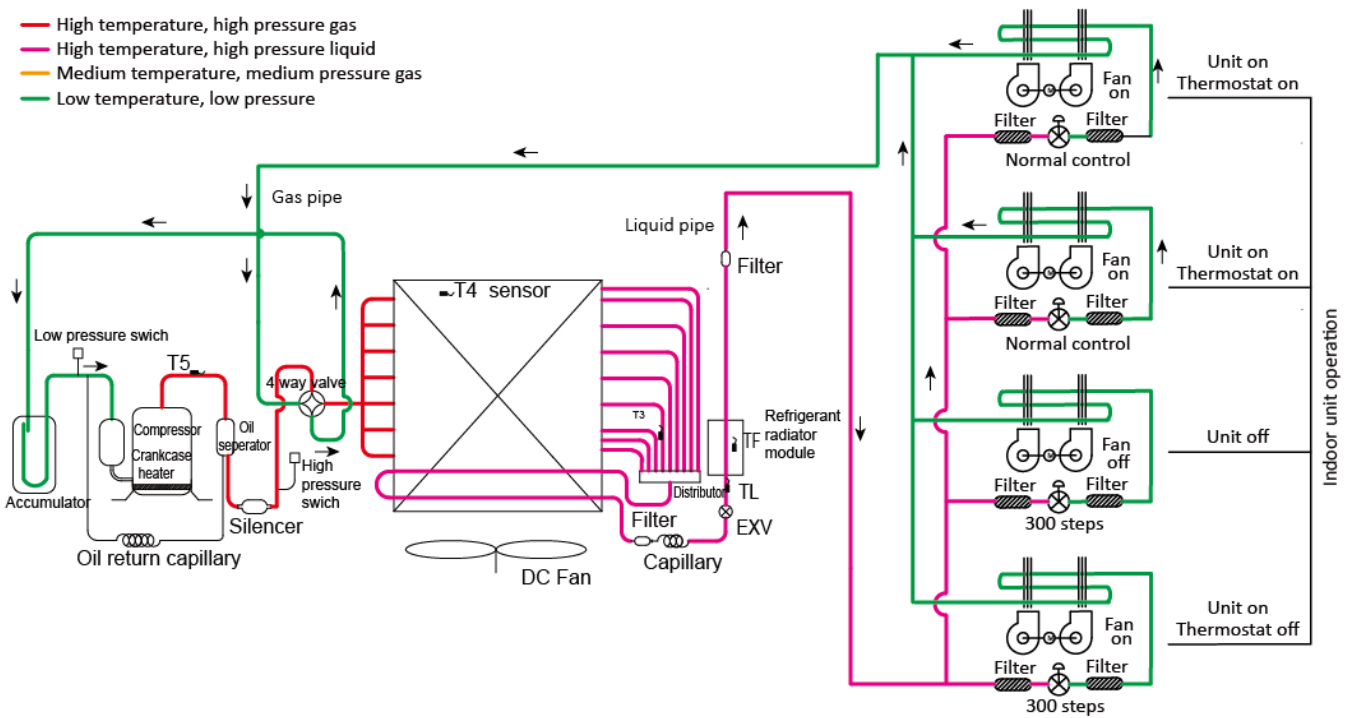 High temperature, high pressure gas
High temperature, high pressure liquid
Medium temperature, medium pressure gas
Low temperature, low pressure
Fan
on
Unit on
Thermostat on
Filter
Filter
Normal control
Gas pipe
Liquid pipe
Filter
Fan
on
Unit on
Thermostat on
Filter
Filter
Normal control
T4 sensor
Low pressure swich
T5
4 way valve
Compressor
Crankcase
heater
Oil
seperator
High
pressure
swich
Accumulator
Silencer
Oil return capillary
T3
TF
Refrigerant
radiator
module
Distributor
TL
EXV
Filter
Capillary
DC Fan
Fan
off
Unit off
Filter
Filter
300 steps
Fan
on
Unit on
Thermostat off
Filter
Filter
300 steps
Indoor unit operation